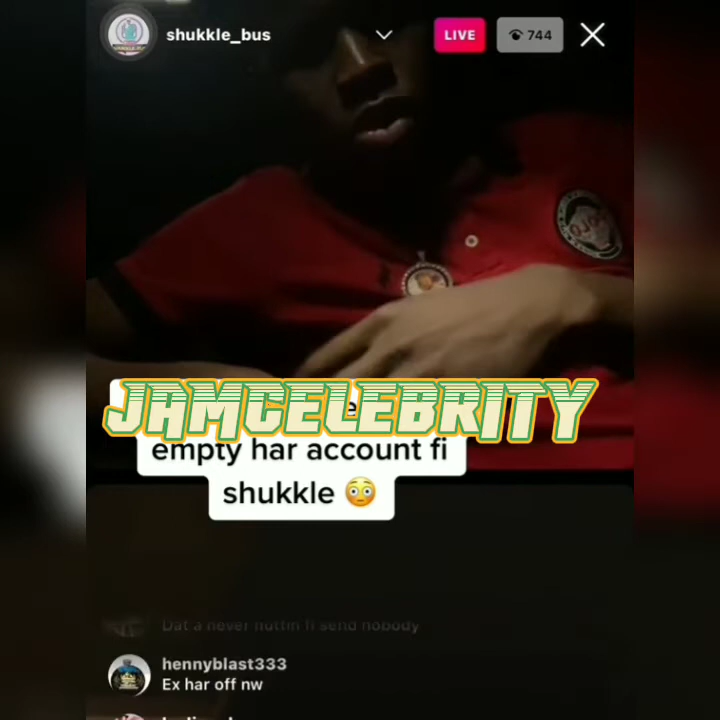 shukkle_bus
LIVE
744
JAMCELEBRITY
empty har account fi
shukkle 😳
Dat a never nuttin fi send nobody
hennyblast333
Ex har off nw